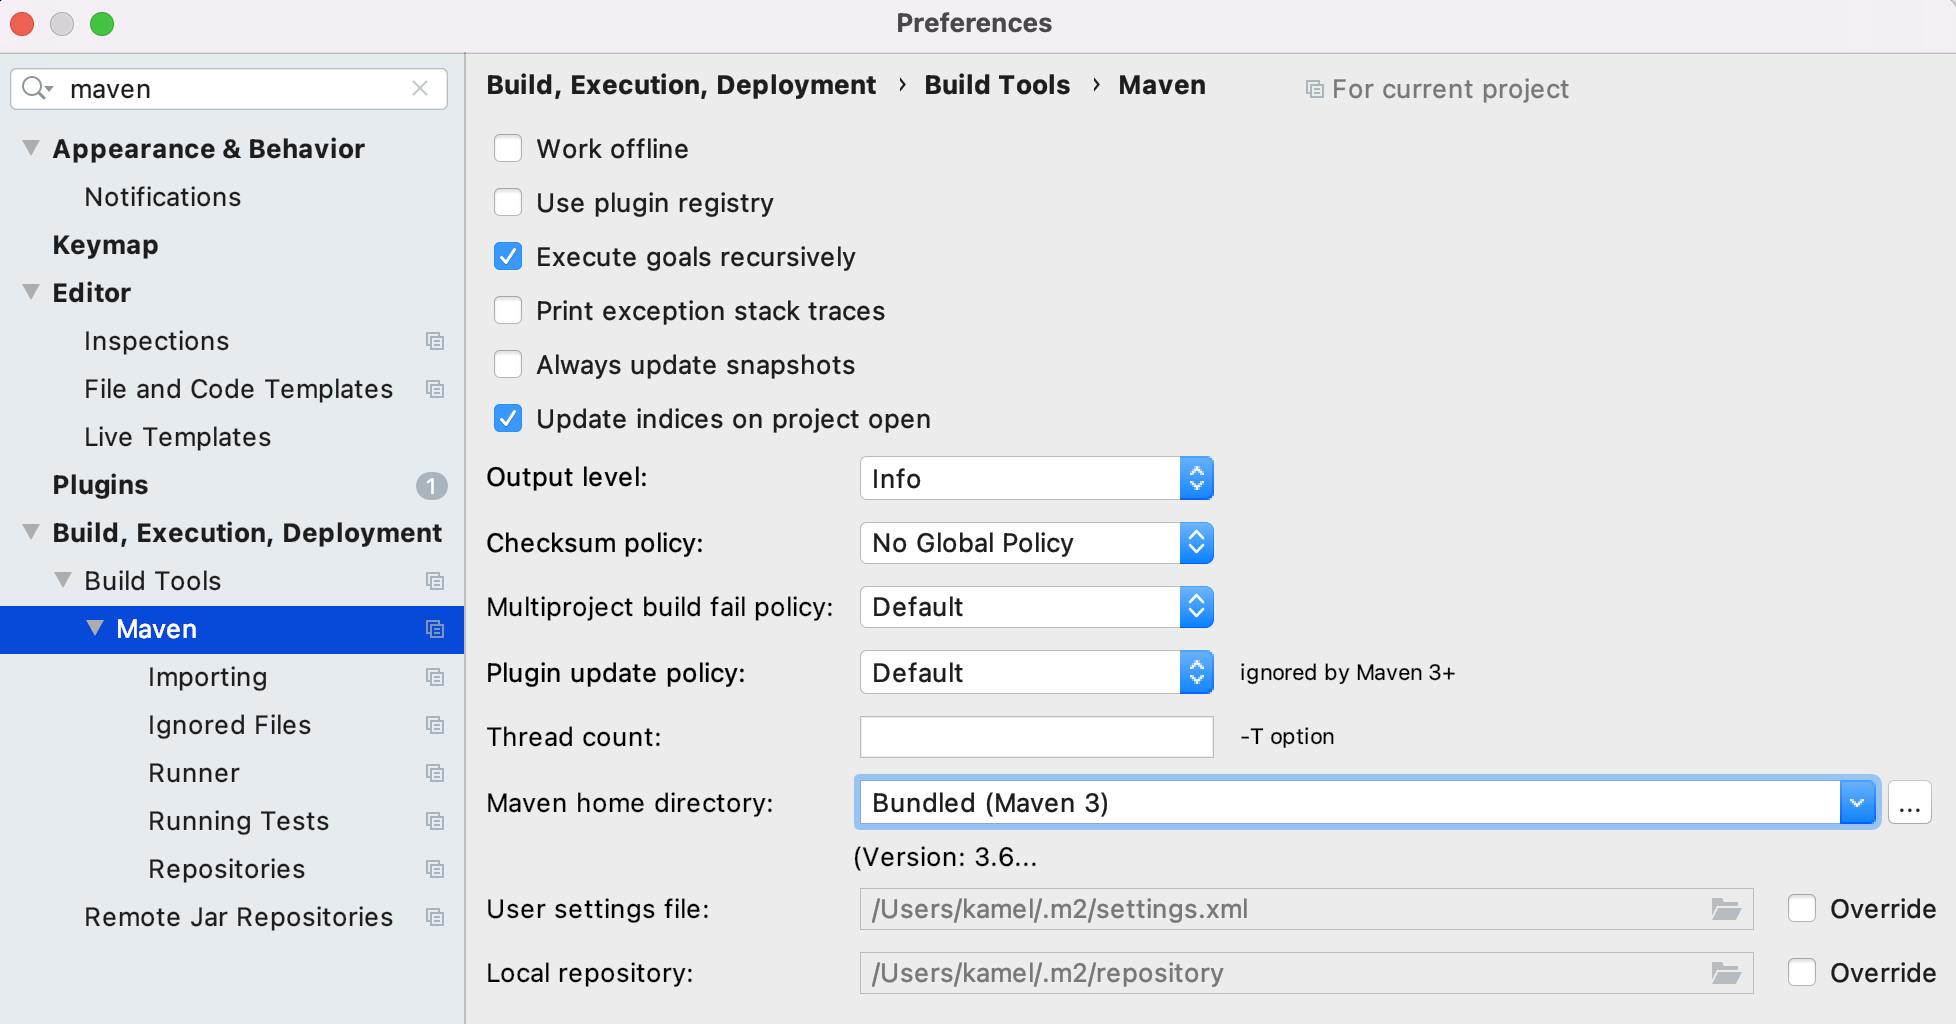 Preferences
maven
Appearance & Behavior
Notifications
Keymap
Editor
Inspections
File and Code Templates
Live Templates
Plugins 1
Build, Execution, Deployment
Build Tools
Maven
Importing
Ignored Files
Runner
Running Tests
Repositories
Remote Jar Repositories
Build, Execution, Deployment › Build Tools › Maven For current project
Work offline
Use plugin registry
Execute goals recursively
Print exception stack traces
Always update snapshots
Update indices on project open
Output level: Info
Checksum policy: No Global Policy
Multiproject build fail policy: Default
Plugin update policy: Default ignored by Maven 3+
Thread count: -T option
Maven home directory: Bundled (Maven 3) ...
(Version: 3.6...
User settings file: /Users/kamel/.m2/settings.xml Override
Local repository: /Users/kamel/.m2/repository Override